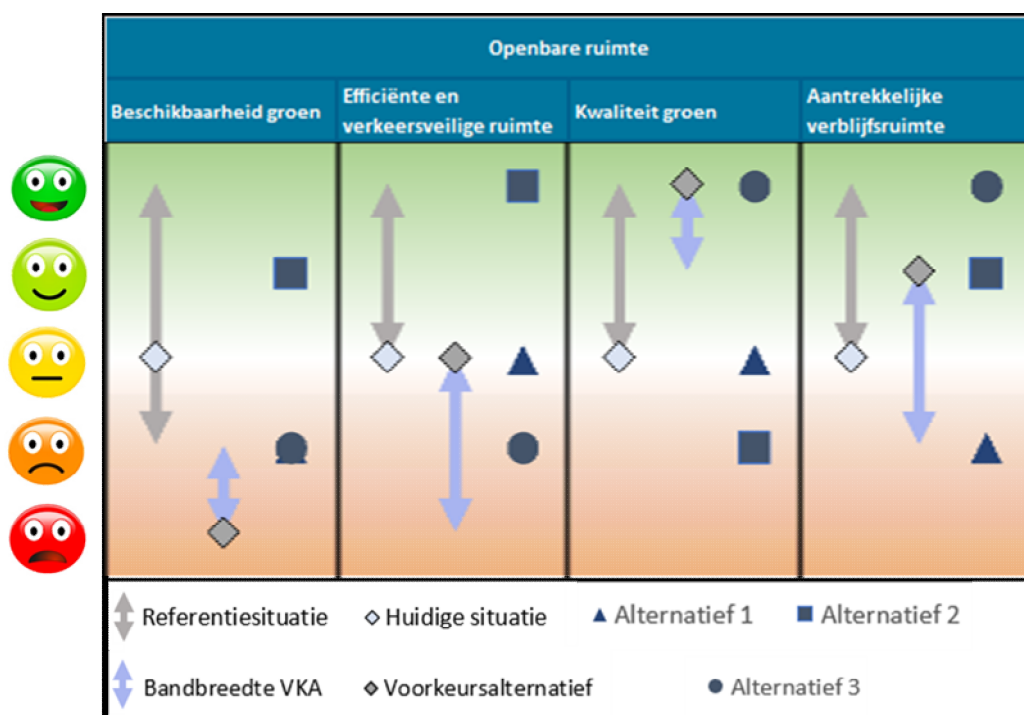 Openbare ruimte
Beschikbaarheid groen
Efficiënte en
verkeersveilige ruimte
Kwaliteit groen
Aantrekkelijke
verblijfsruimte
Referentiesituatie
Huidige situatie
Alternatief 1
Alternatief 2
Bandbreedte VKA
Voorkeursalternatief
Alternatief 3